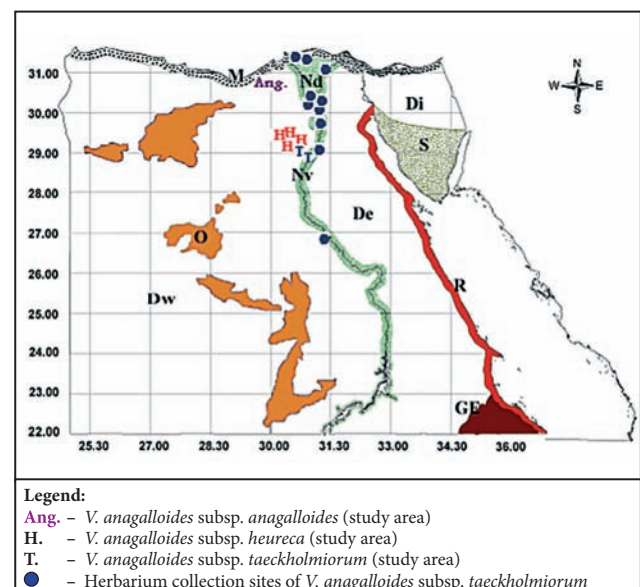 N
W E
S
31.00
M
Ang.
Nd
30.00
Di
H H
H
H
S
29.00
T T
Nv
28.00
De
27.00
O
26.00
Dw
R
25.00
24.00
23.00
GE
22.00
25.30 27.00 28.30 30.00 31.30 33.00 34.30 36.00
Legend:
Ang. – V. anagalloides subsp. anagalloides (study area)
H. – V. anagalloides subsp. heureca (study area)
T. – V. anagalloides subsp. taeckholmiorum (study area)
– Herbarium collection sites of V. anagalloides subsp. taeckholmiorum